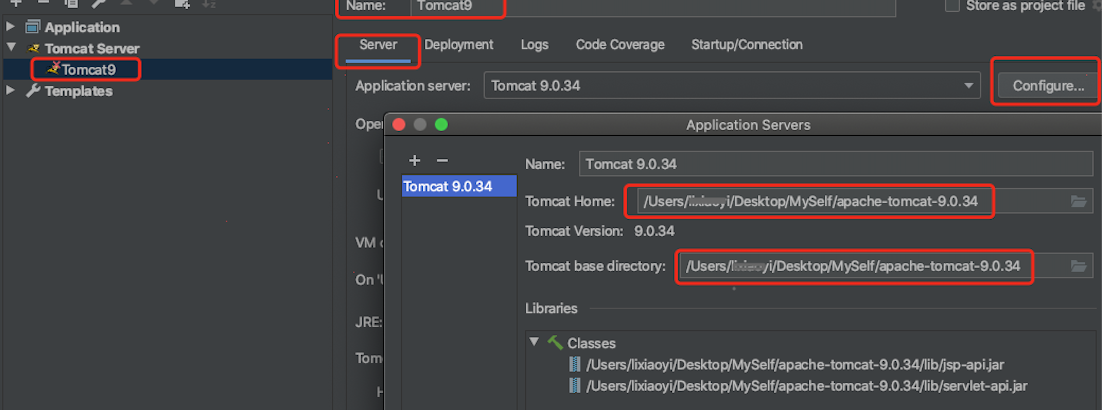 Name: Tomcat9
Store as project file
Application
Tomcat Server
Tomcat9
Templates
Server Deployment Logs Code Coverage Startup/Connection
Application server: Tomcat 9.0.34 Configure...
Application Servers
Name: Tomcat 9.0.34
Tomcat 9.0.34
Tomcat Home: /Users/lixiaoyi/Desktop/MySelf/apache-tomcat-9.0.34
Tomcat Version: 9.0.34
Tomcat base directory: /Users/lixiaoyi/Desktop/MySelf/apache-tomcat-9.0.34
Libraries
Classes
/Users/lixiaoyi/Desktop/MySelf/apache-tomcat-9.0.34/lib/jsp-api.jar
/Users/lixiaoyi/Desktop/MySelf/apache-tomcat-9.0.34/lib/servlet-api.jar
VM
On
JRE: